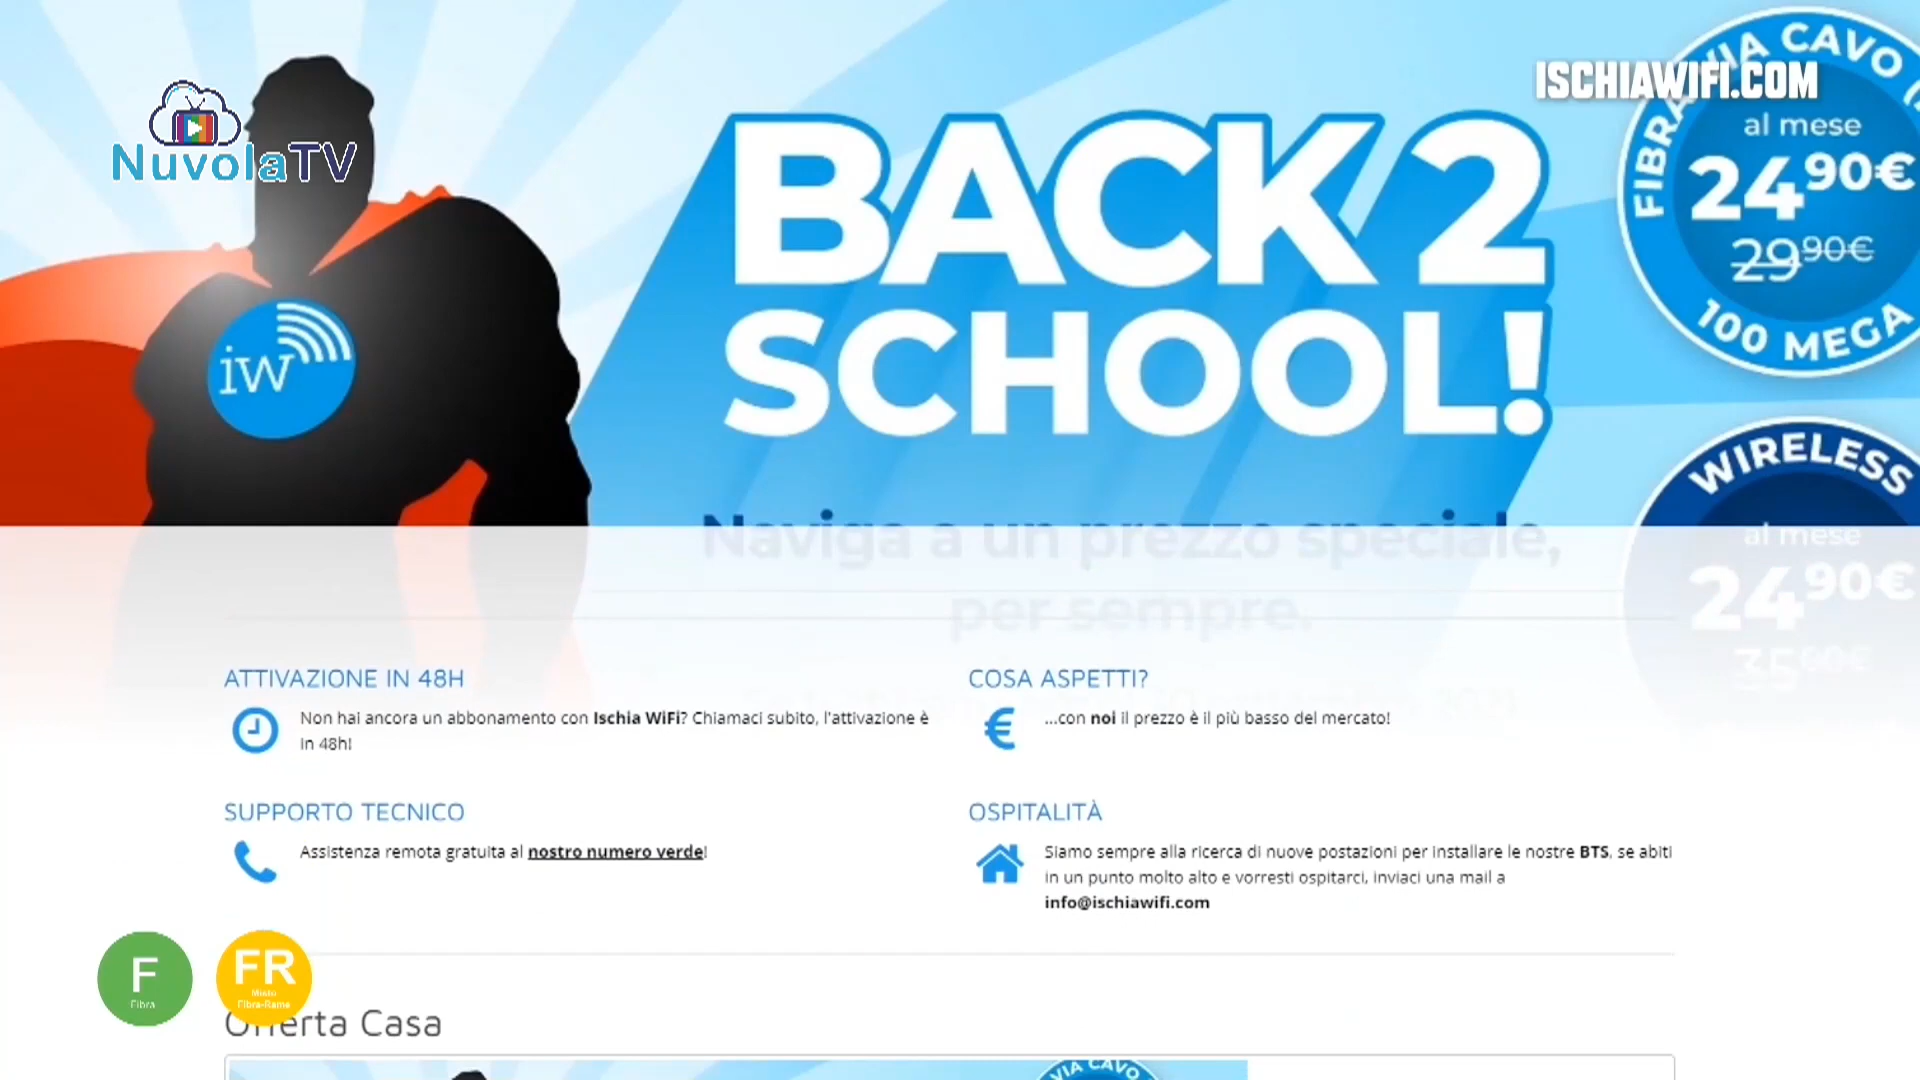 NuvolaTV
ISCHIAWIFI.COM
BACK 2
SCHOOL!
iw
FIBRA VIA CAVO
al mese
24,90€
29,90€
100 MEGA
WIRELESS
al mese
24,90€
35
Naviga a un prezzo speciale,
per sempre.
ATTIVAZIONE IN 48H
Non hai ancora un abbonamento con Ischia WiFi? Chiamaci subito, l'attivazione è
in 48h!
COSA ASPETTI?
...con noi il prezzo è il più basso del mercato!
SUPPORTO TECNICO
Assistenza remota gratuita al nostro numero verde!
OSPITALITÀ
Siamo sempre alla ricerca di nuove postazioni per installare le nostre BTS, se abiti
in un punto molto alto e vorresti ospitarci, inviaci una mail a
info@ischiawifi.com
F
Fibra
FR
Misto
Fibra-Rame
Offerta Casa
VIA CAVO